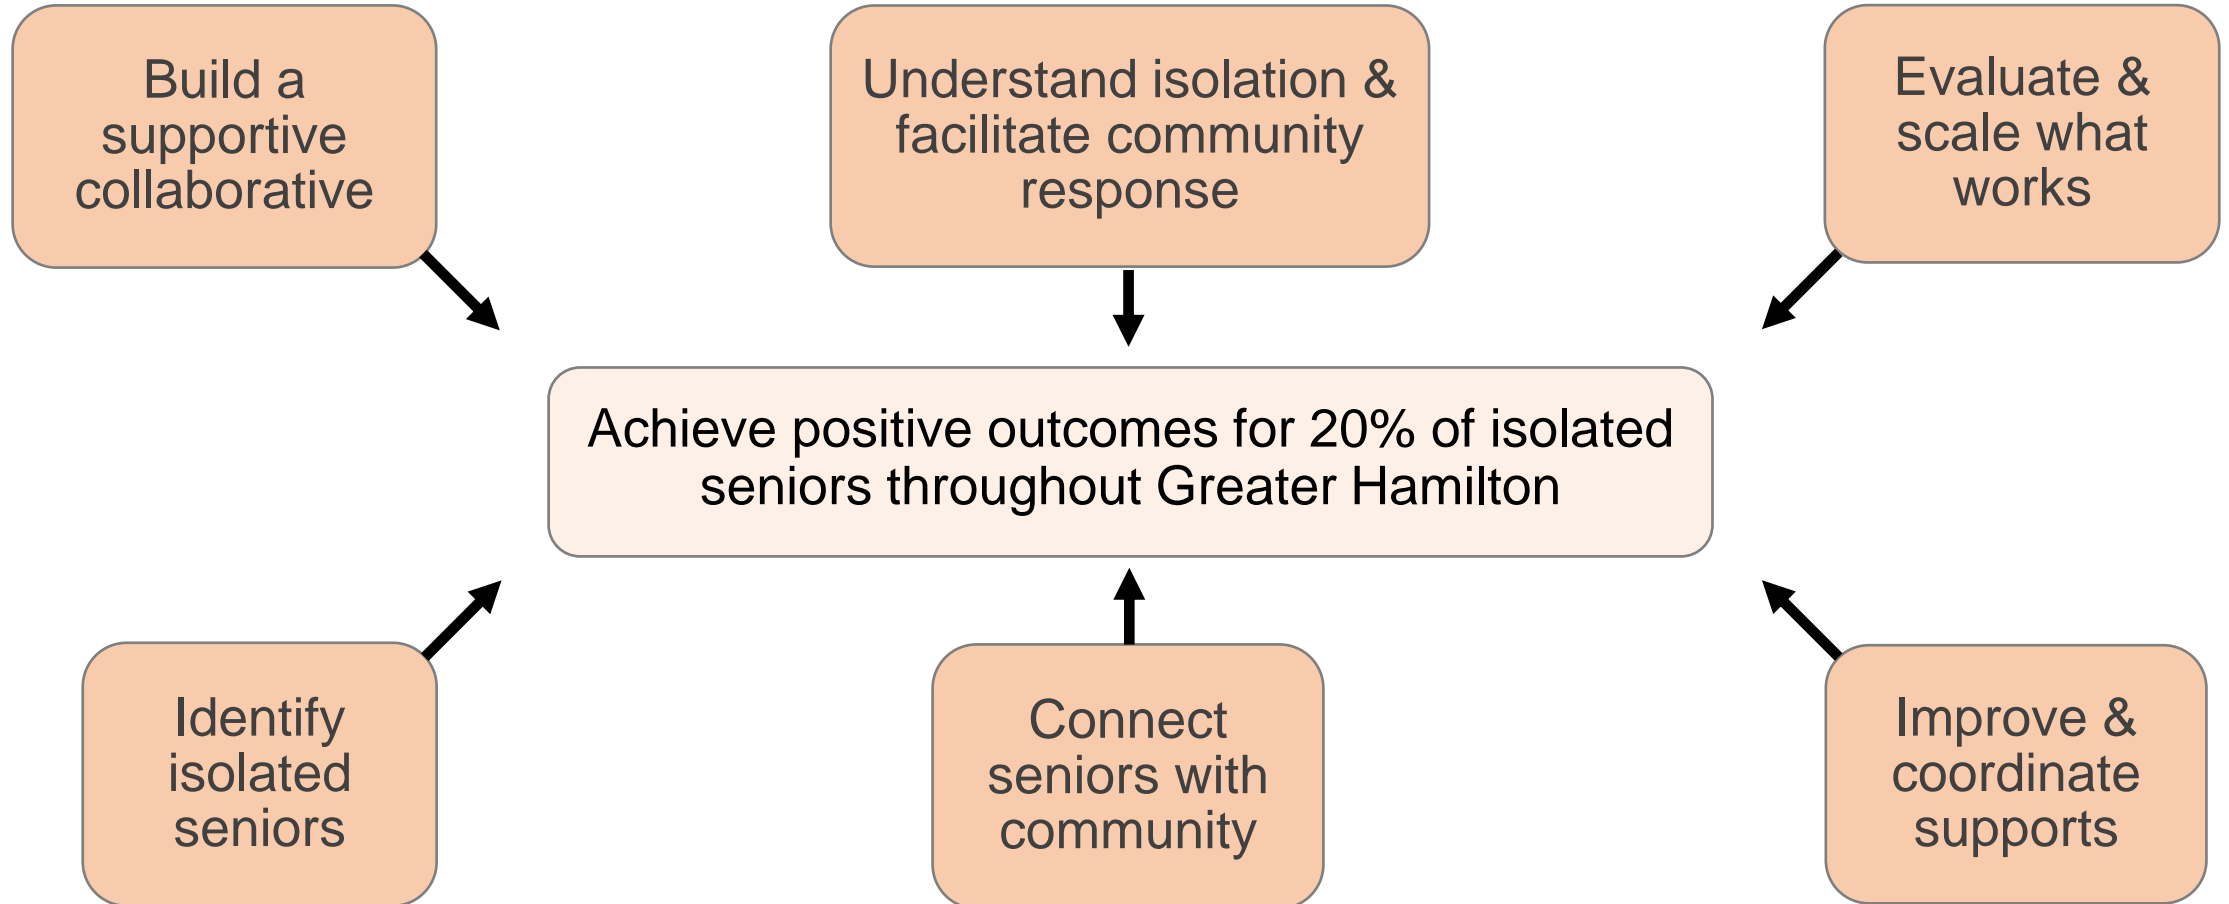 Build a
supportive
collaborative
Understand isolation &
facilitate community
response
Evaluate &
scale what
works
Achieve positive outcomes for 20% of isolated
seniors throughout Greater Hamilton
Identify
isolated
seniors
Connect
seniors with
community
Improve &
coordinate
supports